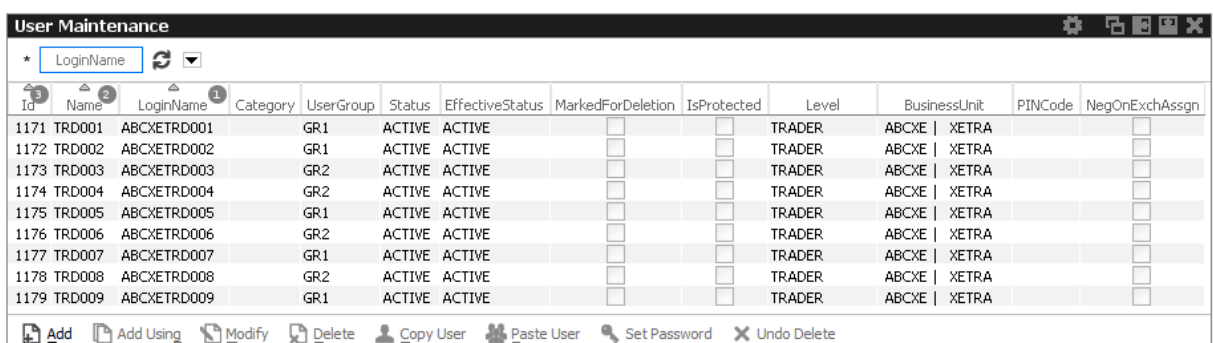 User Maintenance
* LoginName
Id 3 Name 2 LoginName 1 Category UserGroup Status EffectiveStatus MarkedForDeletion IsProtected Level BusinessUnit PINCode NegOnExchAssgn
1171 TRD001 ABCXETRD001 GR1 ACTIVE ACTIVE TRADER ABCXE | XETRA
1172 TRD002 ABCXETRD002 GR1 ACTIVE ACTIVE TRADER ABCXE | XETRA
1173 TRD003 ABCXETRD003 GR2 ACTIVE ACTIVE TRADER ABCXE | XETRA
1174 TRD004 ABCXETRD004 GR2 ACTIVE ACTIVE TRADER ABCXE | XETRA
1175 TRD005 ABCXETRD005 GR1 ACTIVE ACTIVE TRADER ABCXE | XETRA
1176 TRD006 ABCXETRD006 GR2 ACTIVE ACTIVE TRADER ABCXE | XETRA
1177 TRD007 ABCXETRD007 GR1 ACTIVE ACTIVE TRADER ABCXE | XETRA
1178 TRD008 ABCXETRD008 GR2 ACTIVE ACTIVE TRADER ABCXE | XETRA
1179 TRD009 ABCXETRD009 GR1 ACTIVE ACTIVE TRADER ABCXE | XETRA
Add Add Using Modify Delete Copy User Paste User Set Password Undo Delete